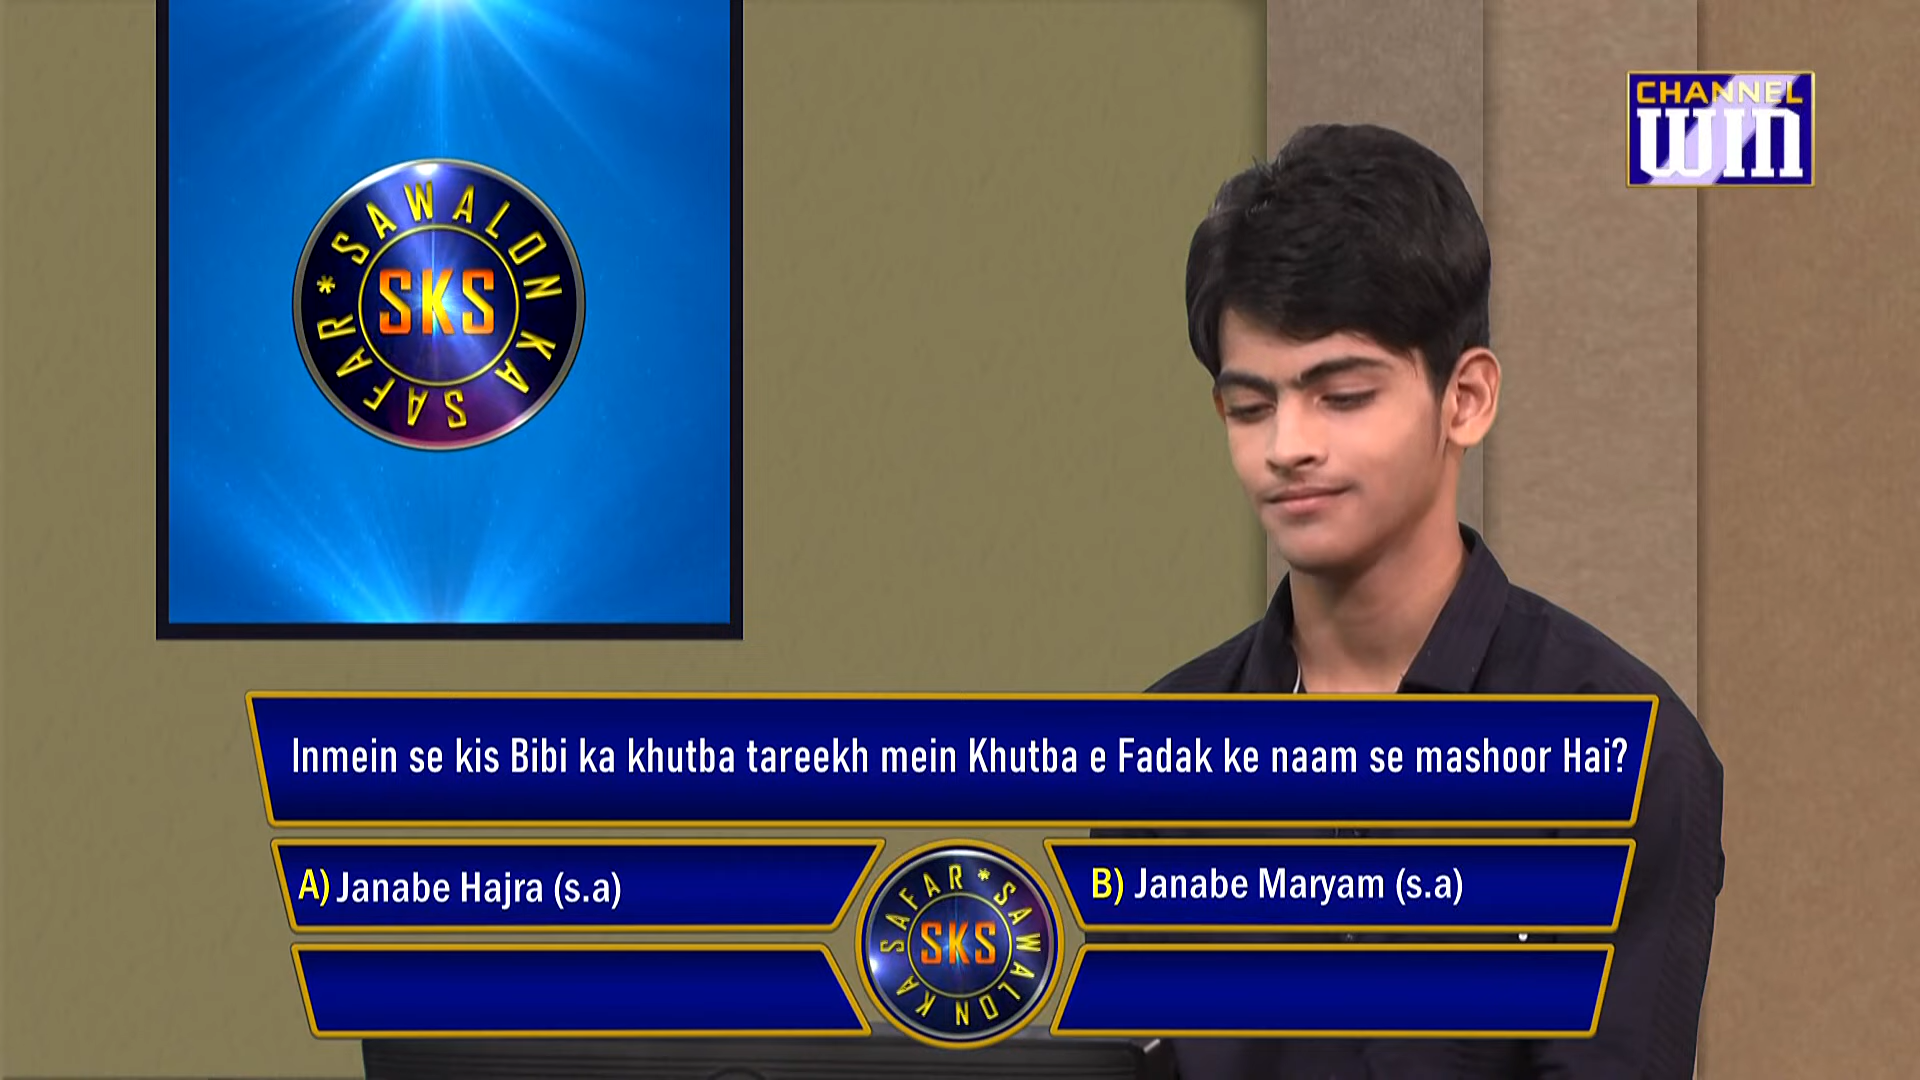 CHANNEL
WIN
SAWALON KA SAFAR *
SKS
Inmein se kis Bibi ka khutba tareekh mein Khutba e Fadak ke naam se mashoor Hai?
A) Janabe Hajra (s.a)
B) Janabe Maryam (s.a)
SAWALON KA SAFAR *
SKS